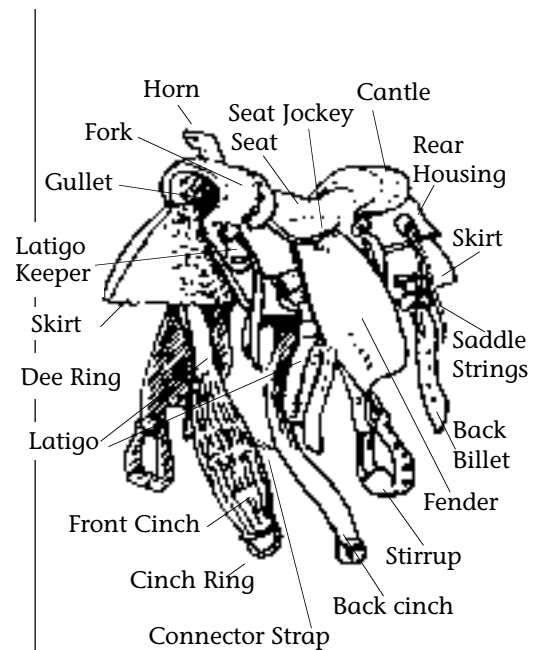 Horn
Cantle
Seat Jockey
Fork
Seat
Rear
Housing
Gullet
Latigo
Keeper
Skirt
Skirt
Saddle
Strings
Dee Ring
Latigo
Back
Billet
Fender
Front Cinch
Stirrup
Cinch Ring
Back cinch
Connector Strap